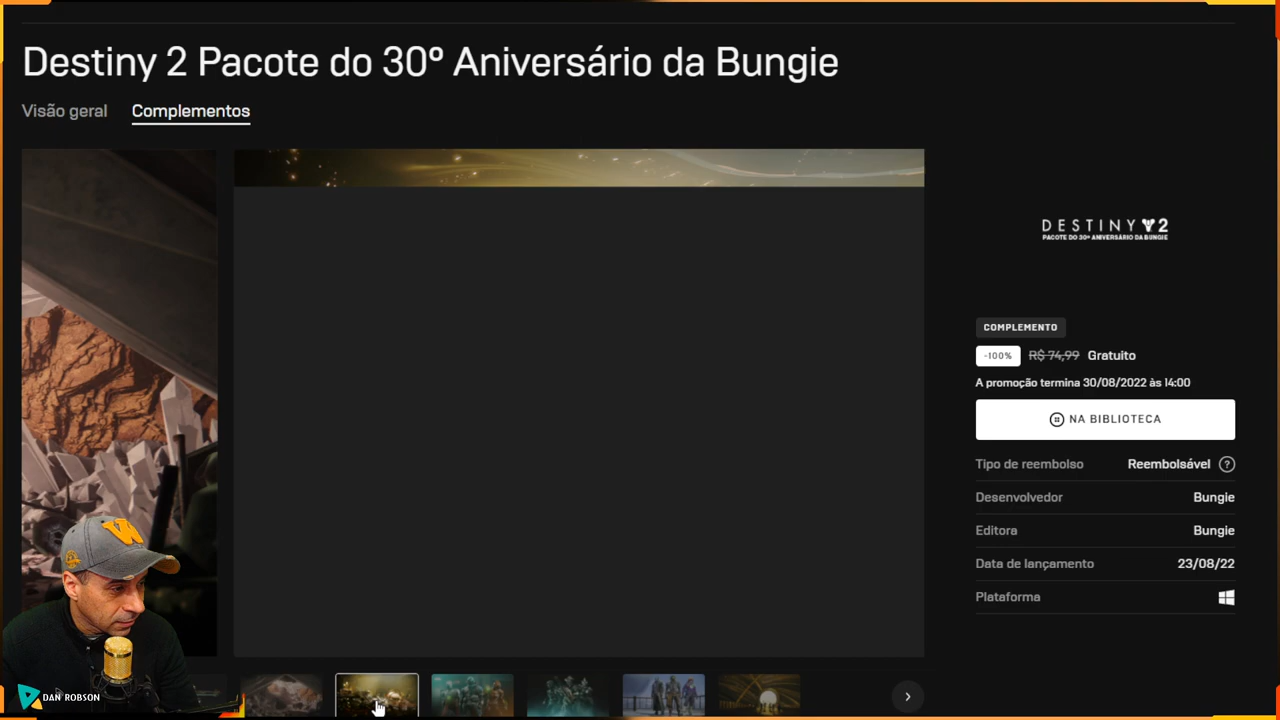 Destiny 2 Pacote do 30º Aniversário da Bungie
Visão geral
Complementos
DESTINY 2
PACOTE DO 30º ANIVERSÁRIO DA BUNGIE
COMPLEMENTO
-100% R$ 74,99 Gratuito
A promoção termina 30/08/2022 às 14:00
NA BIBLIOTECA
Tipo de reembolso Reembolsável ?
Desenvolvedor Bungie
Editora Bungie
Data de lançamento 23/08/22
Plataforma
W
DAN ROBSON